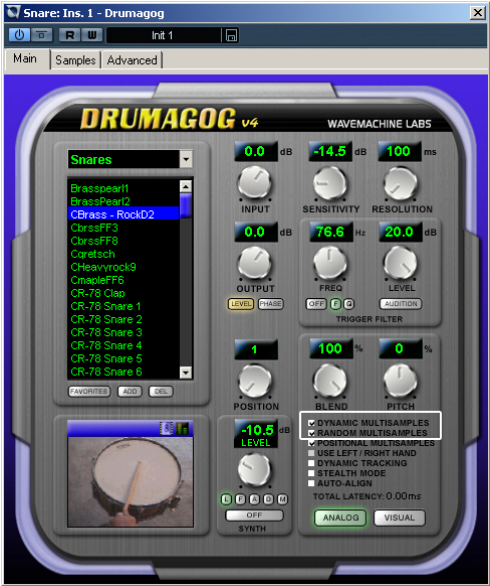 Snare: Ins. 1 - Drumagog
R W Init 1
Main Samples Advanced
DRUMAGOG v4 WAVEMACHINE LABS
Snares
Brasspearl1
BrassPearl2
CBrass - RockD2
CbrssFF3
CbrssFF8
Cgretsch
CHeavyrock9
CmapleFF6
CR-78 Clap
CR-78 Snare 1
CR-78 Snare 2
CR-78 Snare 3
CR-78 Snare 4
CR-78 Snare 5
CR-78 Snare 6
FAVORITES ADD DEL
0.0 dB
INPUT
-14.5 dB
SENSITIVITY
100 ms
RESOLUTION
0.0 dB
OUTPUT
LEVEL PHASE
76.6 Hz
FREQ
OFF F Q
20.0 dB
LEVEL
AUDITION
TRIGGER FILTER
1
POSITION
100 %
BLEND
0 %
PITCH
-10.5 dB
LEVEL
L F A D M
OFF
SYNTH
DYNAMIC MULTISAMPLES
RANDOM MULTISAMPLES
POSITIONAL MULTISAMPLES
USE LEFT / RIGHT HAND
DYNAMIC TRACKING
STEALTH MODE
AUTO-ALIGN
TOTAL LATENCY: 0.00ms
ANALOG VISUAL